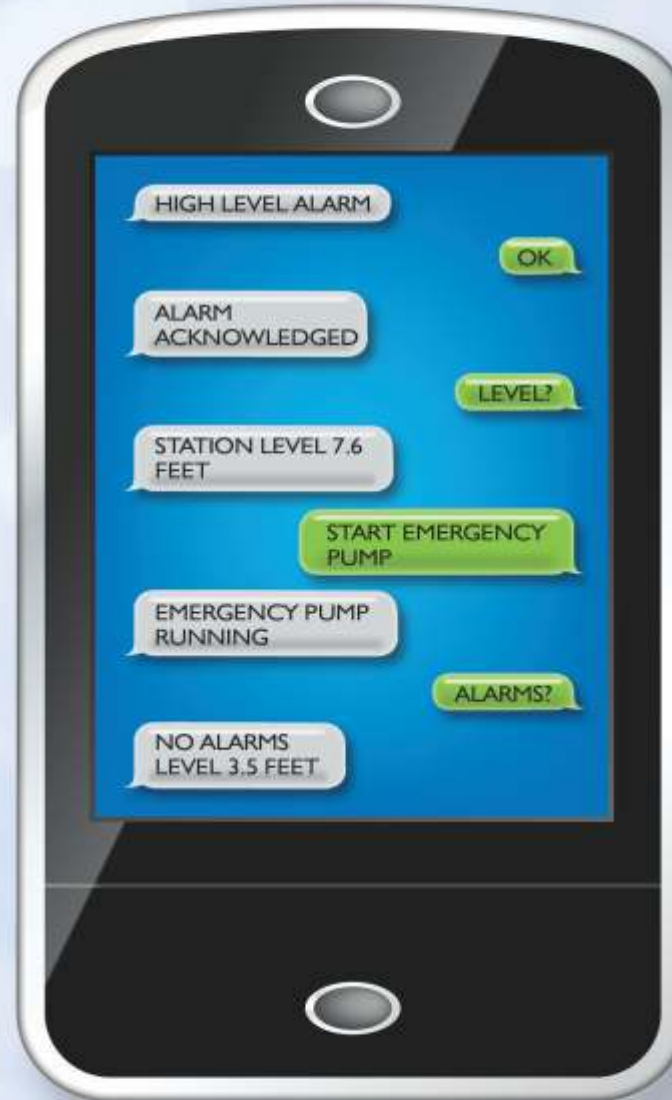 HIGH LEVEL ALARM
OK
ALARM
ACKNOWLEDGED
LEVEL?
STATION LEVEL 7.6
FEET
START EMERGENCY
PUMP
EMERGENCY PUMP
RUNNING
ALARMS?
NO ALARMS
LEVEL 3.5 FEET